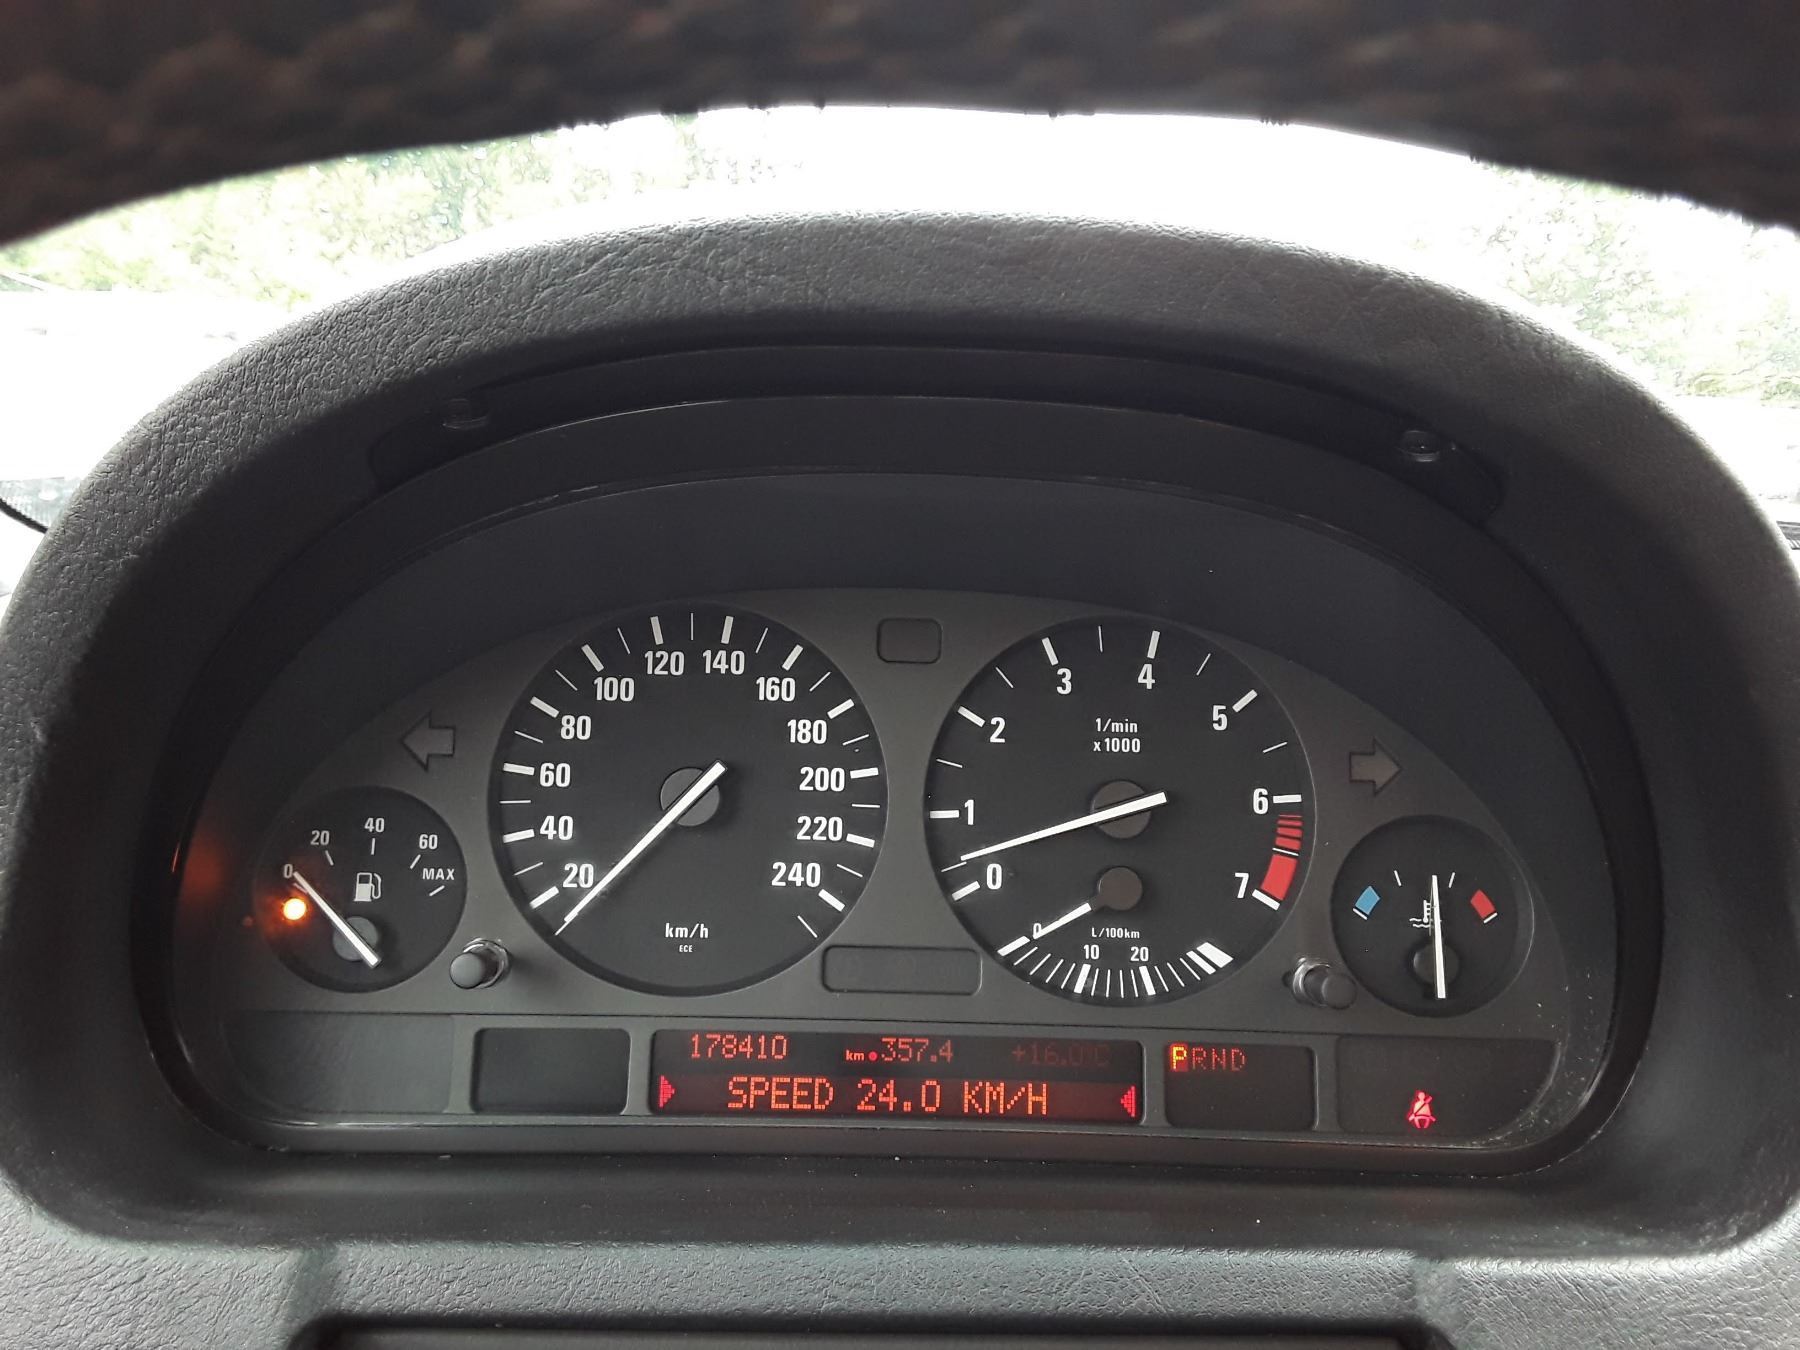 20 40 60 80 100 120 140 160 180 200 220 240
km/h
ECE
0 1 2 3 4 5 6 7
1/min
x1000
0 10 20
L/100km
0 20 40 60 MAX
178410 km 357.4 +16.0°C
SPEED 24.0 KM/H
PRND